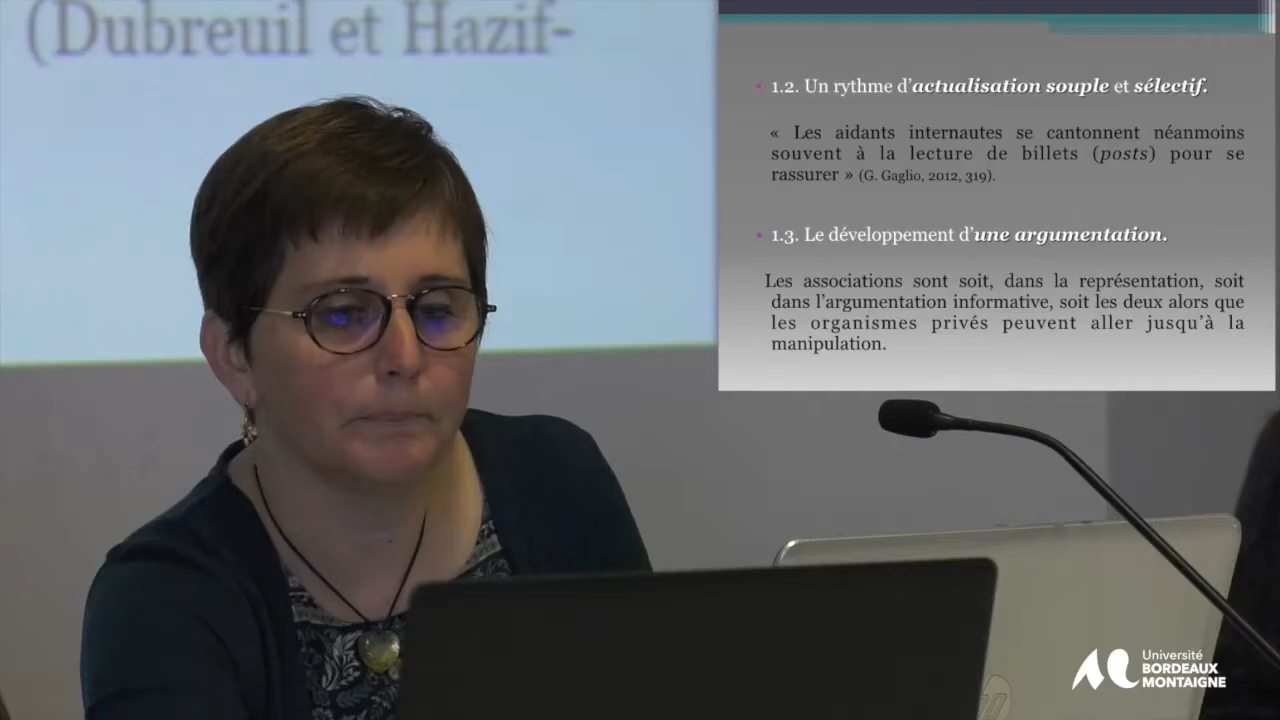 (Dubreuil et Hazif-
• 1.2. Un rythme d'actualisation souple et sélectif.
« Les aidants internautes se cantonnent néanmoins
souvent à la lecture de billets (posts) pour se
rassurer » (G. Gaglio, 2012, 319).
• 1.3. Le développement d'une argumentation.
Les associations sont soit, dans la représentation, soit
dans l'argumentation informative, soit les deux alors que
les organismes privés peuvent aller jusqu'à la
manipulation.
hp
Université
BORDEAUX
MONTAIGNE